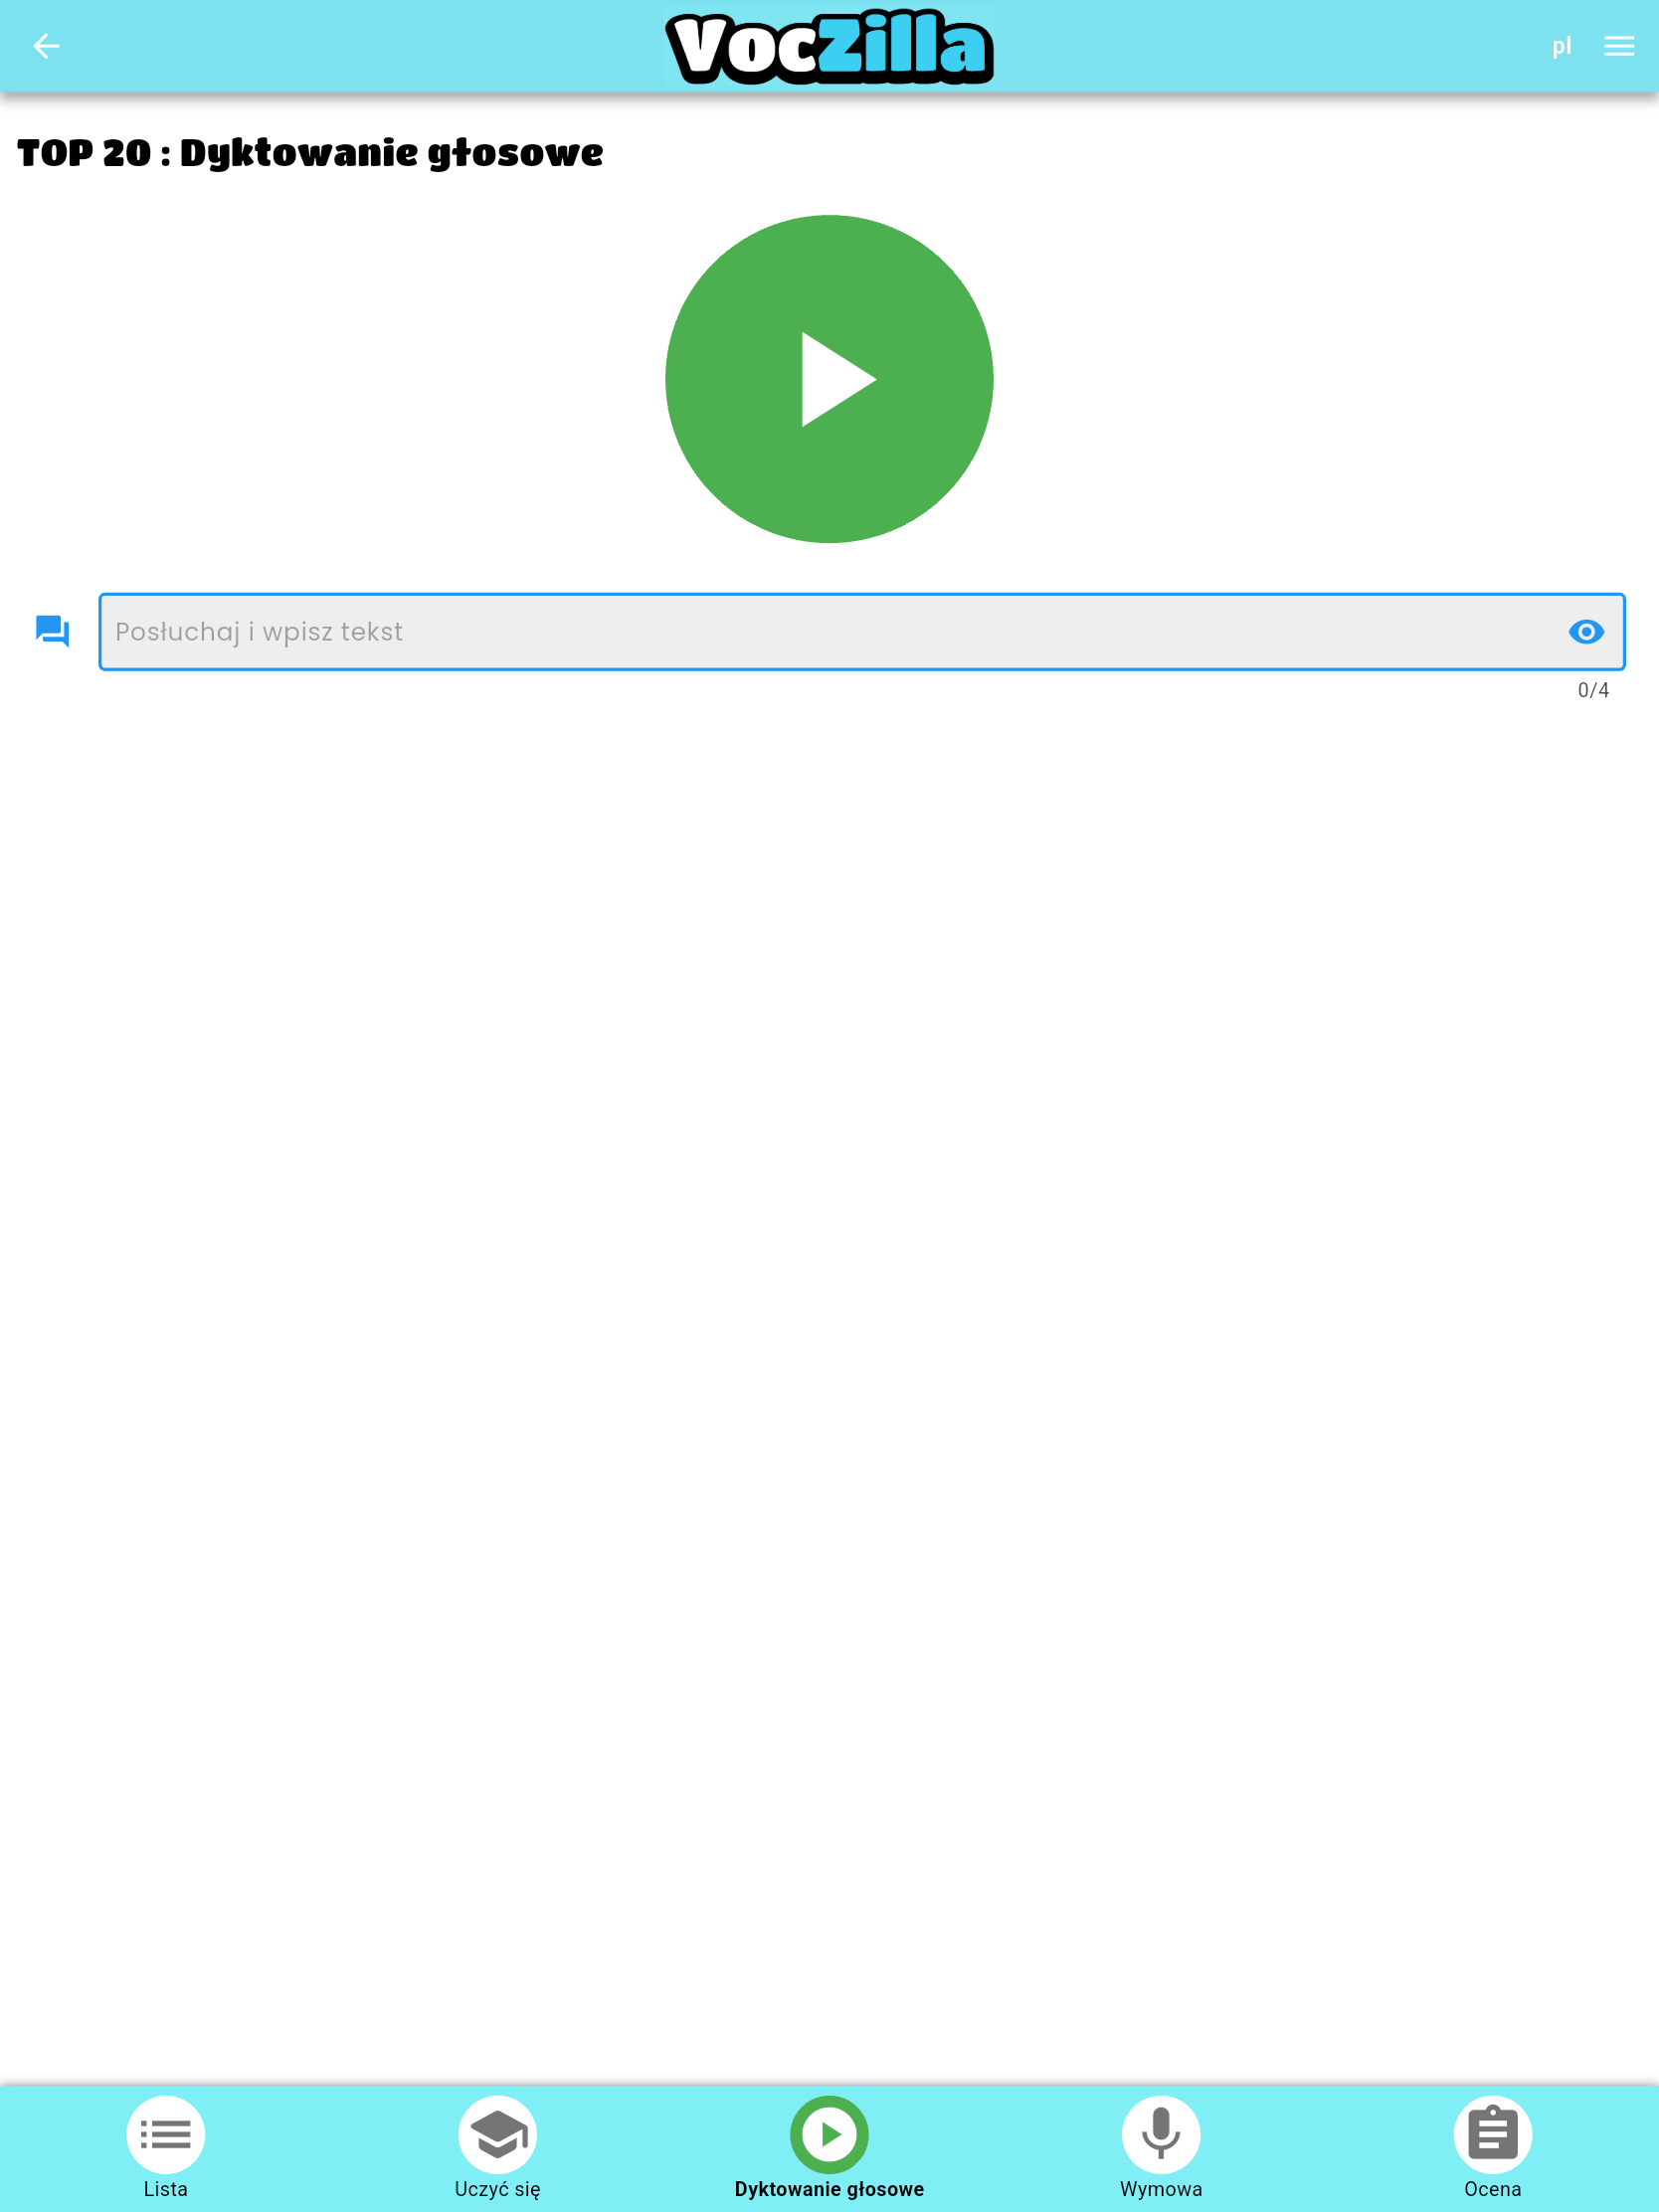 VocZilla
pl
TOP 20 : Dyktowanie głosowe
Posłuchaj i wpisz tekst
0/4
Lista
Uczyć się
Dyktowanie głosowe
Wymowa
Ocena